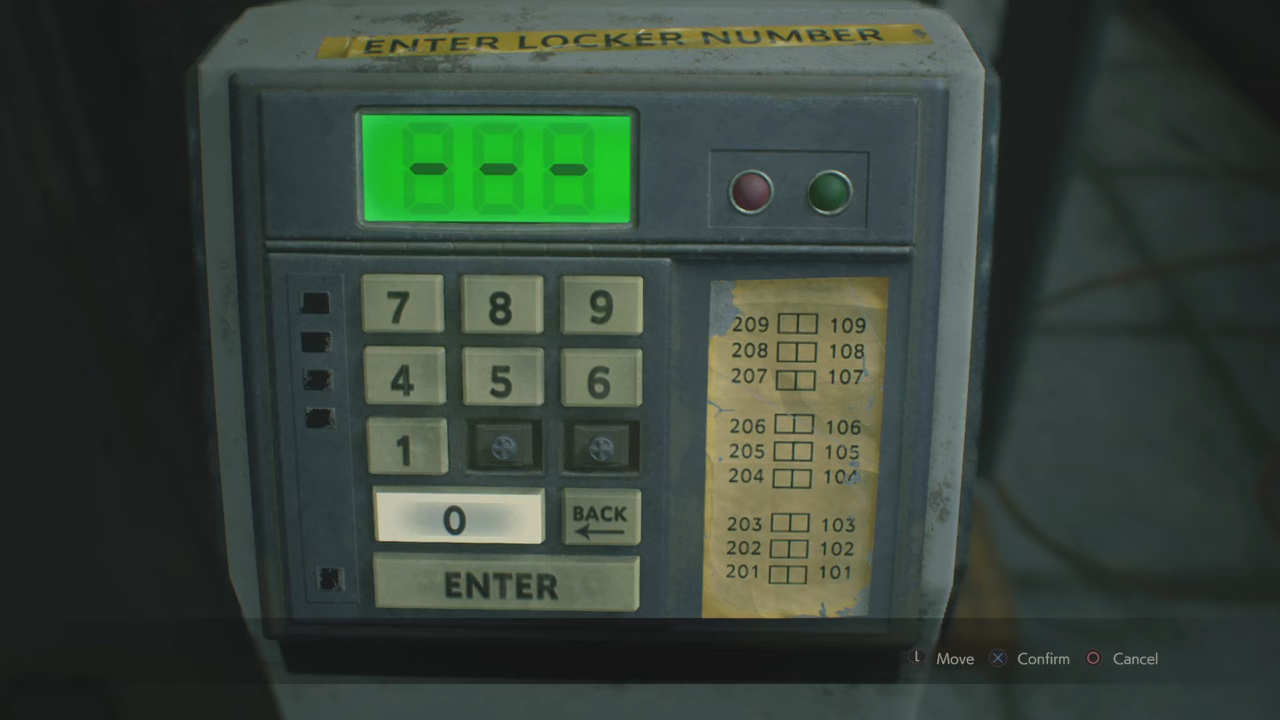 ENTER LOCKER NUMBER
- - -
7 8 9
4 5 6
1
0 BACK
ENTER
209 109
208 108
207 107
206 106
205 105
204 104
203 103
202 102
201 101
L Move Confirm Cancel